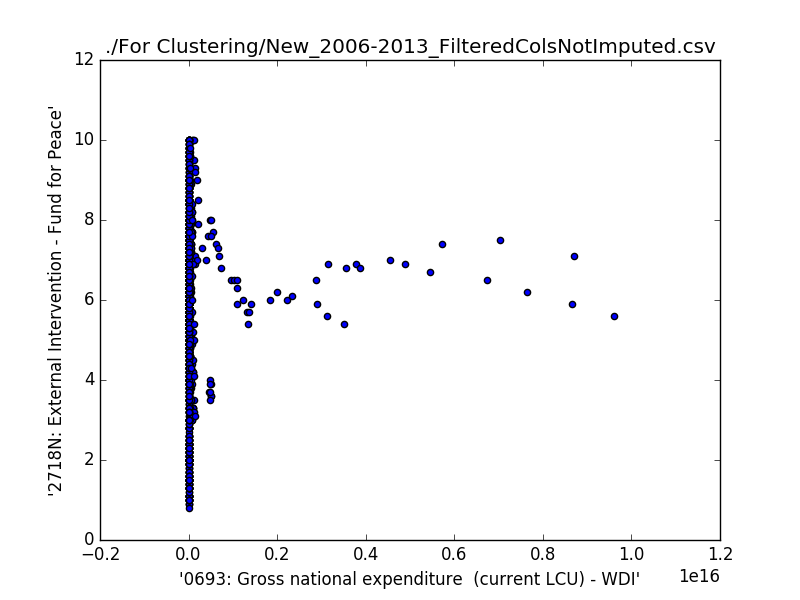 ./For Clustering/New_2006-2013_FilteredColsNotImputed.csv
12
10
8
6
4
2
0
'2718N: External Intervention - Fund for Peace'
−0.2 0.0 0.2 0.4 0.6 0.8 1.0 1.2
1e16
'0693: Gross national expenditure  (current LCU) - WDI'